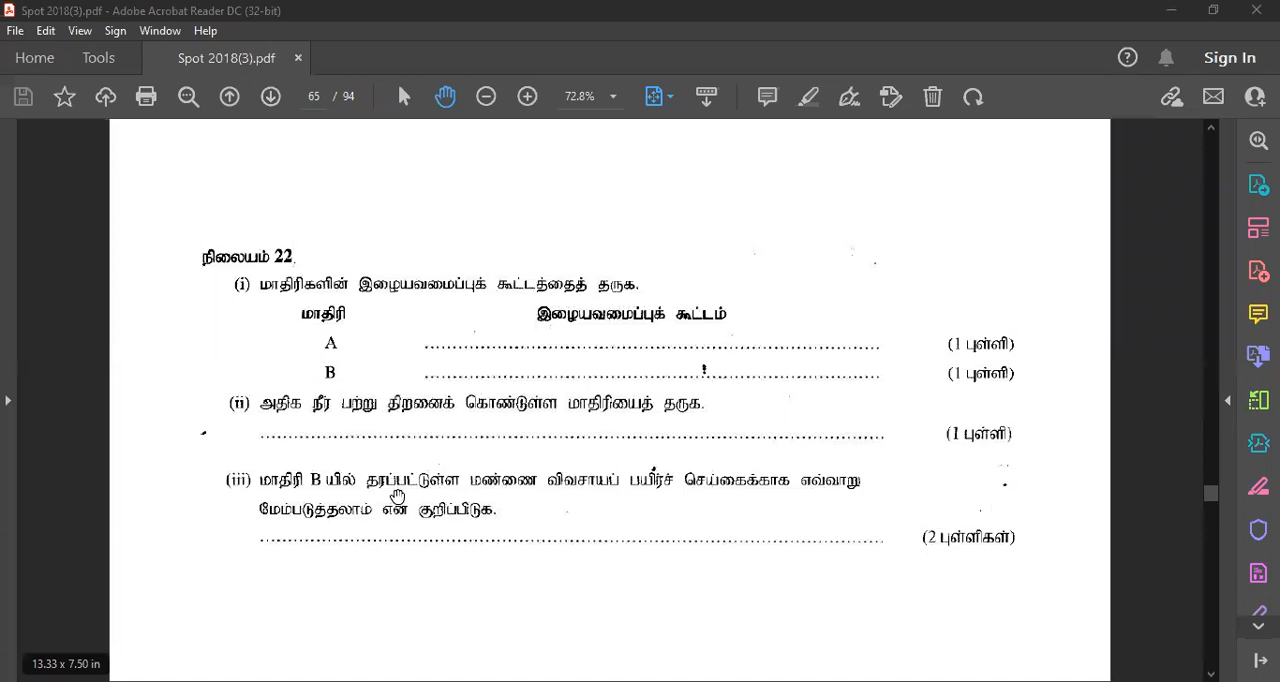 Spot 2018(3).pdf - Adobe Acrobat Reader DC (32-bit)
File Edit View Sign Window Help
Home Tools Spot 2018(3).pdf × Sign In
65 / 94 72.8%
நிலையம் 22
(i) மாதிரிகளின் இழையவமைப்புக் கூட்டத்தைத் தருக.
மாதிரி இழையவமைப்புக் கூட்டம்
A ................................................ (1 புள்ளி)
B ................................................ (1 புள்ளி)
(ii) அதிக நீர் பற்று திறனைக் கொண்டுள்ள மாதிரியைத் தருக.
................................................ (1 புள்ளி)
(iii) மாதிரி B யில் தரப்பட்டுள்ள மண்ணை விவசாயப் பயிர்ச் செய்கைக்காக எவ்வாறு
மேம்படுத்தலாம் என குறிப்பிடுக.
................................................ (2 புள்ளிகள்)
13.33 x 7.50 in